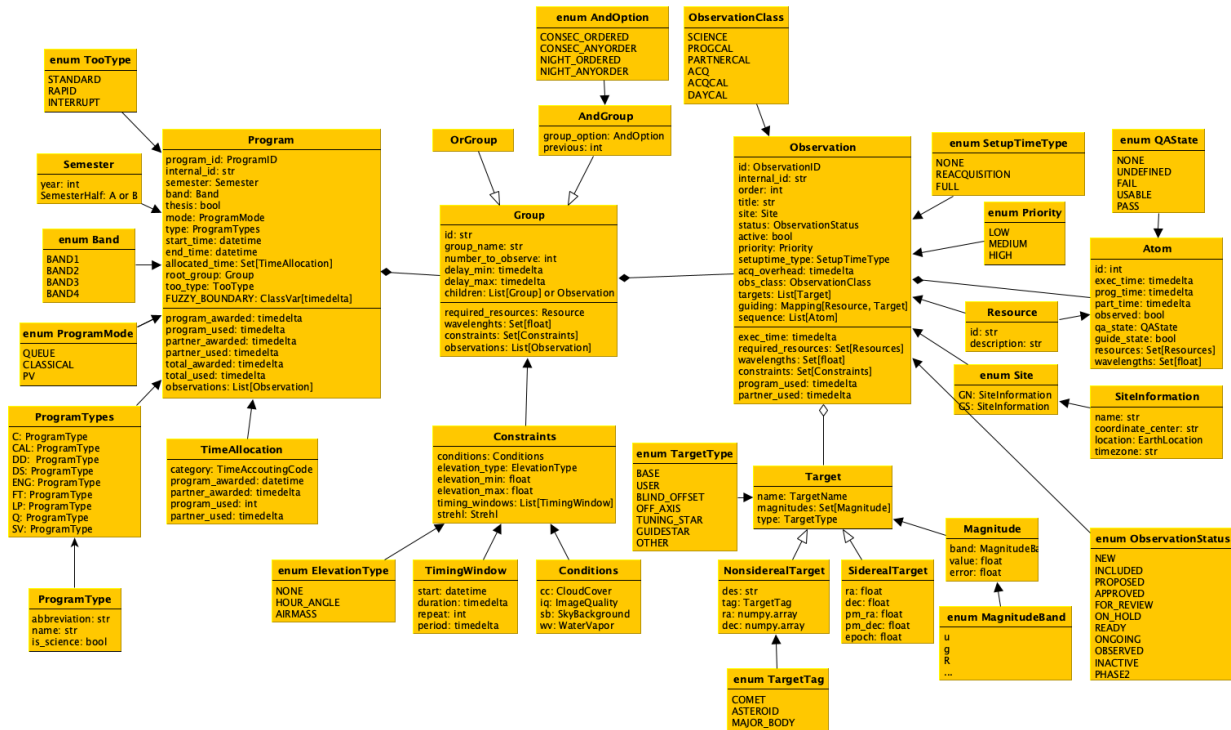 enum AndOption
CONSEC_ORDERED
CONSEC_ANYORDER
NIGHT_ORDERED
NIGHT_ANYORDER
ObservationClass
SCIENCE
PROGCAL
PARTNERCAL
ACQ
ACQCAL
DAYCAL
enum TooType
STANDARD
RAPID
INTERRUPT
AndGroup
group_option: AndOption
previous: int
OrGroup
Program
program_id: ProgramID
internal_id: str
semester: Semester
band: Band
thesis: bool
mode: ProgramMode
type: ProgramTypes
start_time: datetime
end_time: datetime
allocated_time: Set[TimeAllocation]
root_group: Group
too_type: TooType
FUZZY_BOUNDARY: ClassVar[timedelta]
program_awarded: timedelta
program_used: timedelta
partner_awarded: timedelta
partner_used: timedelta
total_awarded: timedelta
total_used: timedelta
observations: List[Observation]
Semester
year: int
SemesterHalf: A or B
enum Band
BAND1
BAND2
BAND3
BAND4
enum ProgramMode
QUEUE
CLASSICAL
PV
ProgramTypes
C: ProgramType
CAL: ProgramType
DD: ProgramType
DS: ProgramType
ENG: ProgramType
FT: ProgramType
LP: ProgramType
Q: ProgramType
SV: ProgramType
ProgramType
abbreviation: str
name: str
is_science: bool
TimeAllocation
category: TimeAccoutingCode
program_awarded: datetime
partner_awarded: timedelta
program_used: int
partner_used: timedelta
Group
id: str
group_name: str
number_to_observe: int
delay_min: timedelta
delay_max: timedelta
children: List[Group] or Observation
required_resources: Resource
wavelenghts: Set[float]
constraints: Set[Constraints]
observations: List[Observation]
Constraints
conditions: Conditions
elevation_type: ElevationType
elevation_min: float
elevation_max: float
timing_windows: List[TimingWindow]
strehl: Strehl
enum ElevationType
NONE
HOUR_ANGLE
AIRMASS
TimingWindow
start: datetime
duration: timedelta
repeat: int
period: timedelta
Conditions
cc: CloudCover
iq: ImageQuality
sb: SkyBackground
wv: WaterVapor
Observation
id: ObservationID
internal_id: str
order: int
title: str
site: Site
status: ObservationStatus
active: bool
priority: Priority
setuptime_type: SetupTimeType
acq_overhead: timedelta
obs_class: ObservationClass
targets: List[Target]
guiding: Mapping[Resource, Target]
sequence: List[Atom]
exec_time: timedelta
required_resources: Set[Resources]
wavelengths: Set[float]
constraints: Set[Constraints]
program_used: timedelta
partner_used: timedelta
enum SetupTimeType
NONE
REACQUISITION
FULL
enum Priority
LOW
MEDIUM
HIGH
enum QAState
NONE
UNDEFINED
FAIL
USABLE
PASS
Atom
id: int
exec_time: timedelta
prog_time: timedelta
part_time: timedelta
observed: bool
qa_state: QAState
guide_state: bool
resources: Set[Resources]
wavelengths: Set[float]
Resource
id: str
description: str
enum Site
GN: SiteInformation
GS: SiteInformation
SiteInformation
name: str
coordinate_center: str
location: EarthLocation
timezone: str
enum TargetType
BASE
USER
BLIND_OFFSET
OFF_AXIS
TUNING_STAR
GUIDESTAR
OTHER
Target
name: TargetName
magnitudes: Set[Magnitude]
type: TargetType
NonsiderealTarget
des: str
tag: TargetTag
ra: numpy.array
dec: numpy.array
SiderealTarget
ra: float
dec: float
pm_ra: float
pm_dec: float
epoch: float
Magnitude
band: MagnitudeBa
value: float
error: float
enum MagnitudeBand
u
g
R
...
enum TargetTag
COMET
ASTEROID
MAJOR_BODY
enum ObservationStatus
NEW
INCLUDED
PROPOSED
APPROVED
FOR_REVIEW
ON_HOLD
READY
ONGOING
OBSERVED
INACTIVE
PHASE2